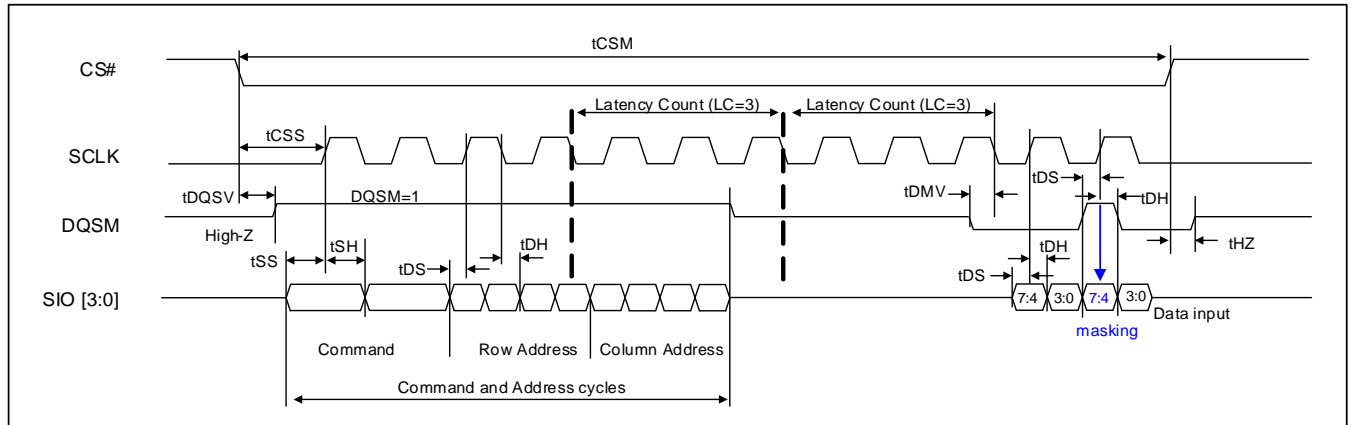 tCSM
CS#
Latency Count (LC=3) Latency Count (LC=3)
tCSS
SCLK
tDS
tDQSV DQSM=1 tDMV tDH
DQSM
High-Z
tSH tDH tHZ
tSS tDS tDH
tDS
SIO [3:0] 7:4 3:0 7:4 3:0
Data input
masking
Command Row Address Column Address
Command and Address cycles